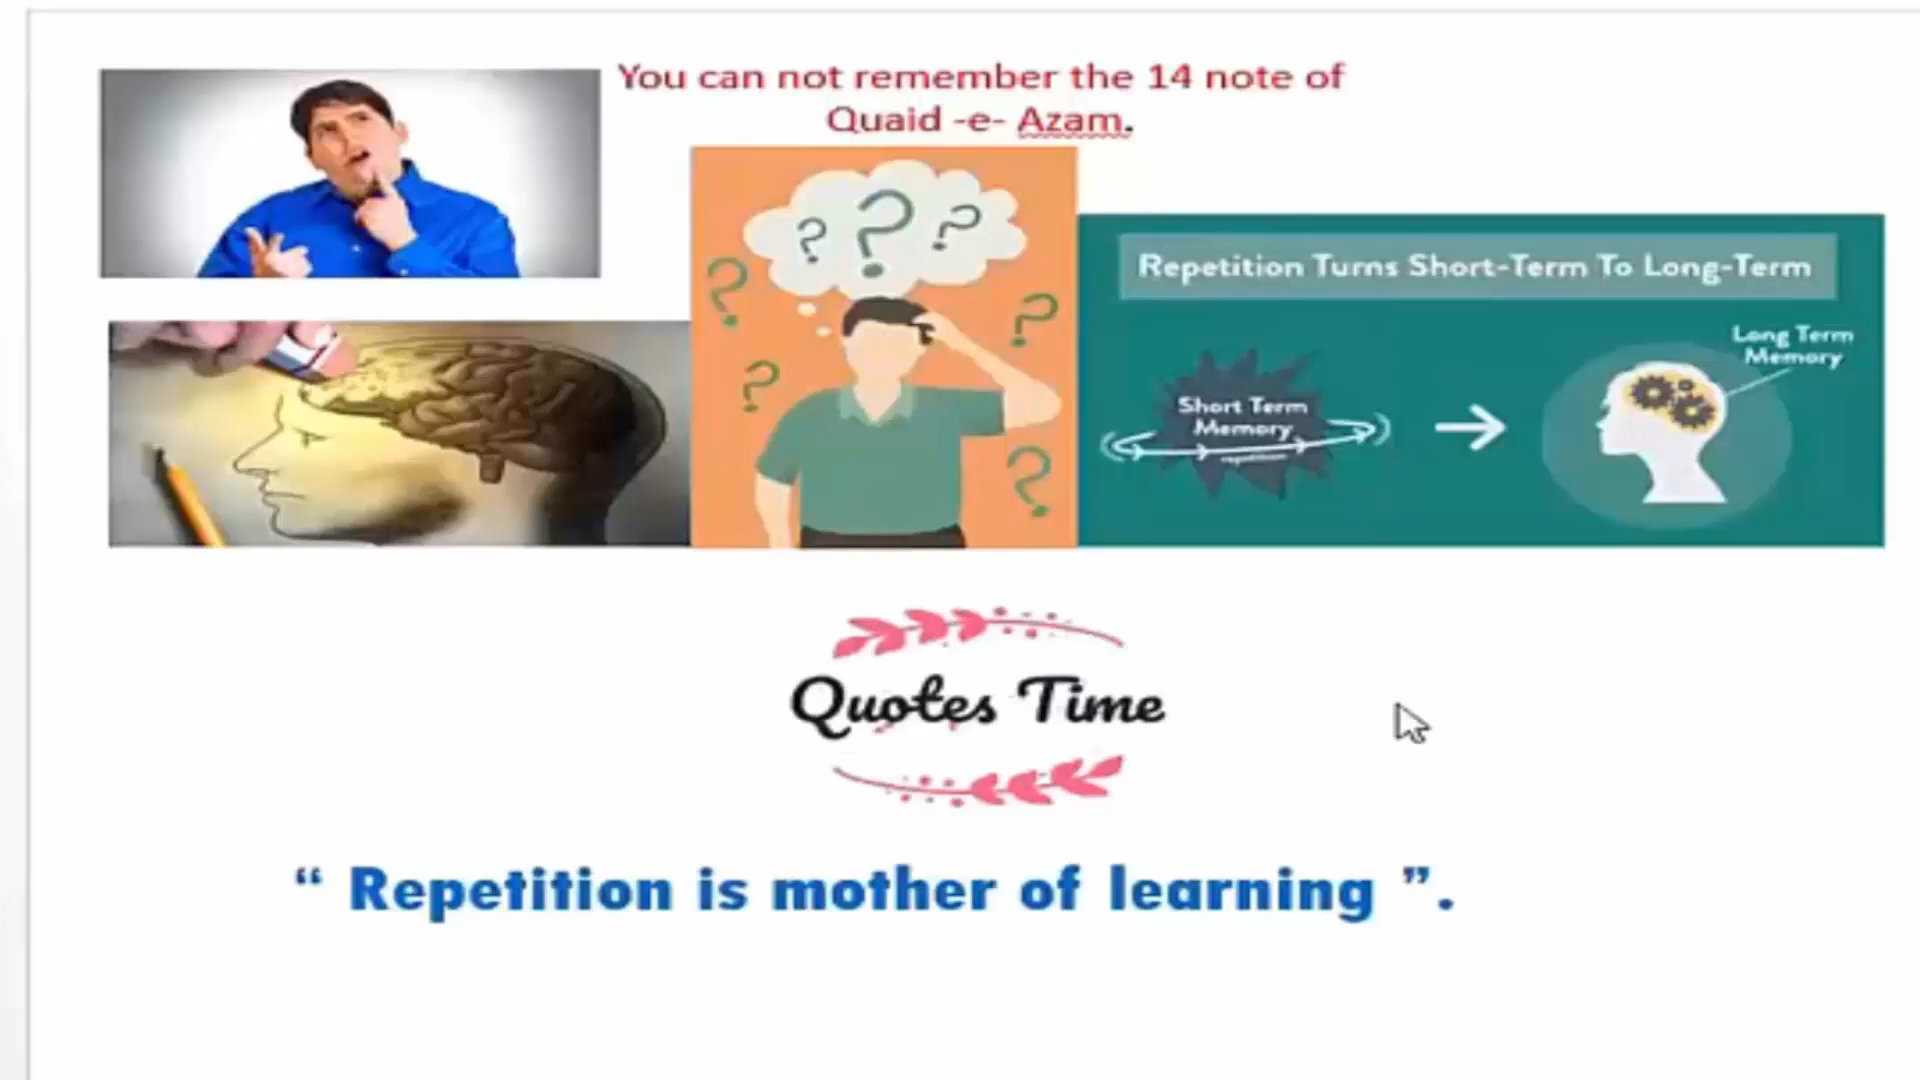 You can not remember the 14 note of
Quaid -e- Azam.
? ? ?
? ?
? ?
Repetition Turns Short-Term To Long-Term
Long Term
Memory
Short Term
Memory
repetition
Quotes Time
“ Repetition is mother of learning ”.